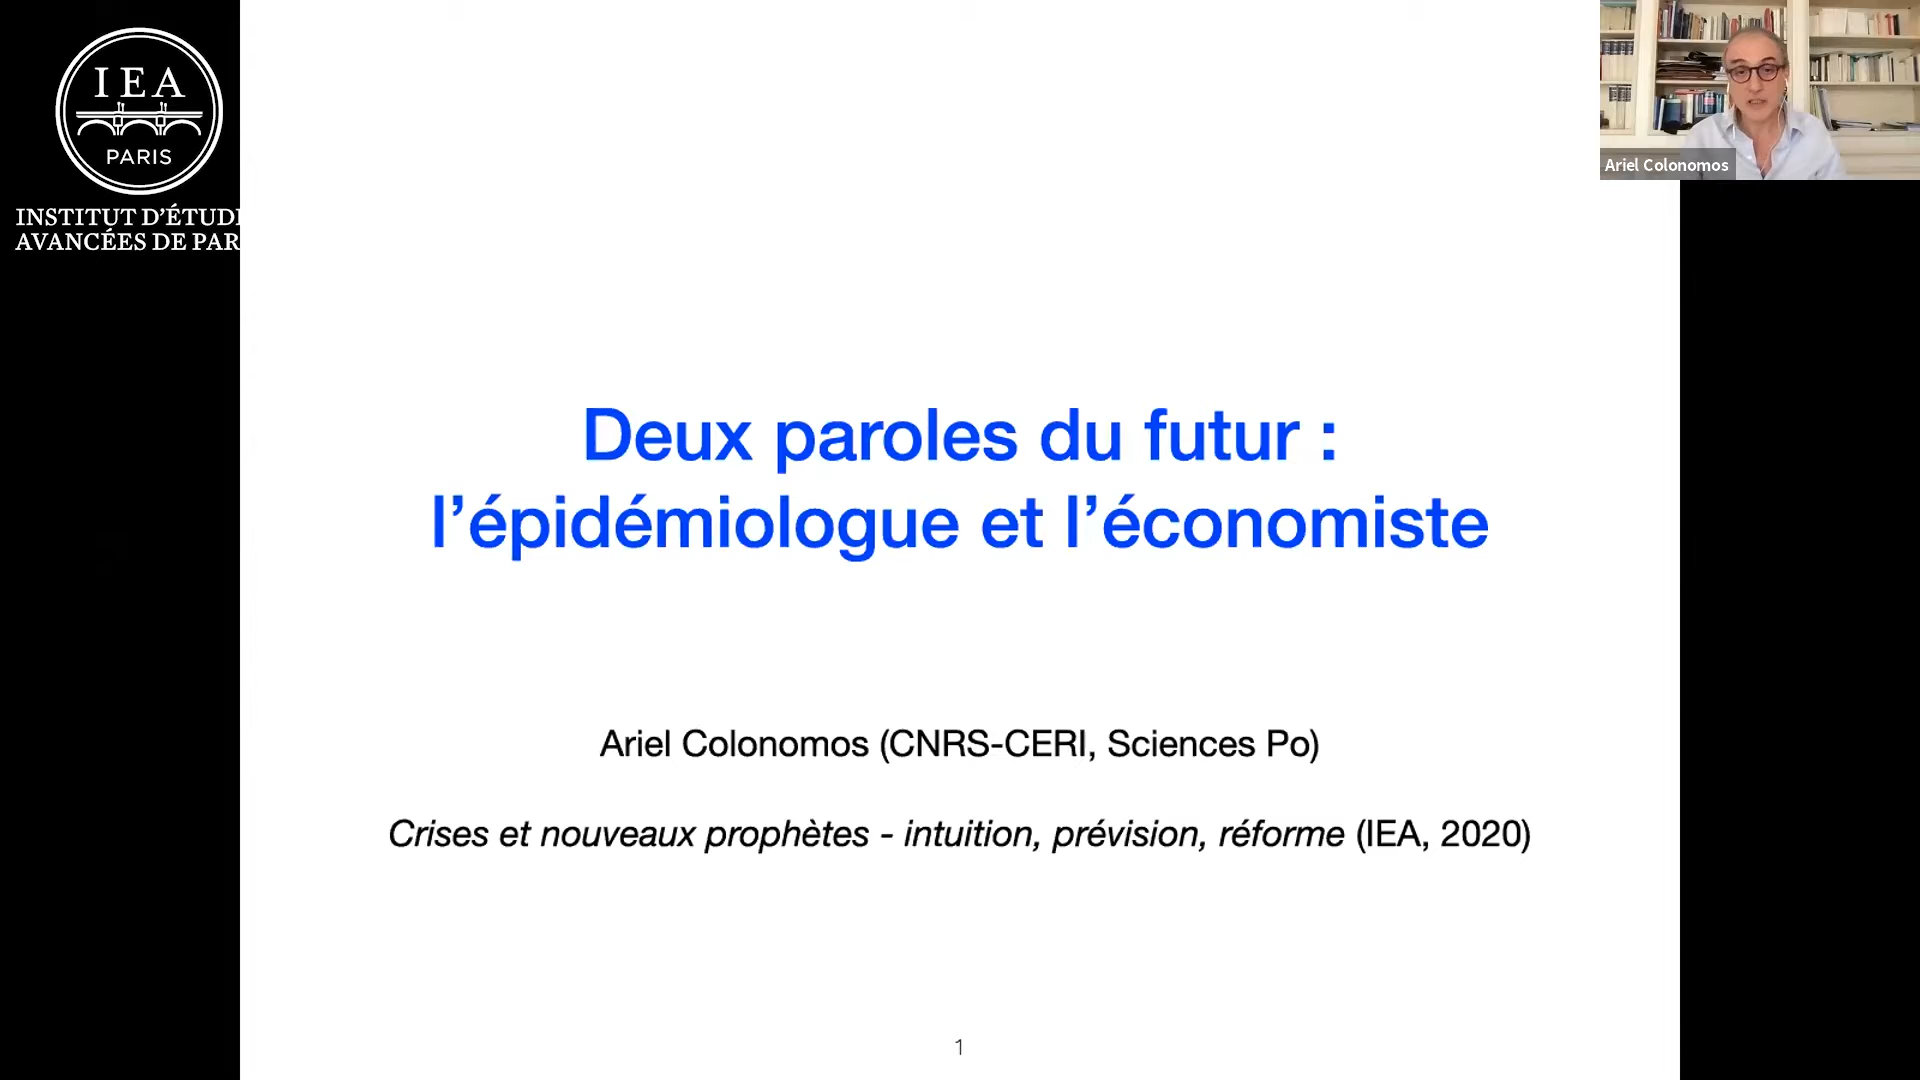 IEA
PARIS
INSTITUT D'ÉTUD
AVANCÉES DE PAR
Ariel Colonomos
Deux paroles du futur :
l’épidémiologue et l’économiste
Ariel Colonomos (CNRS-CERI, Sciences Po)
Crises et nouveaux prophètes - intuition, prévision, réforme (IEA, 2020)
1